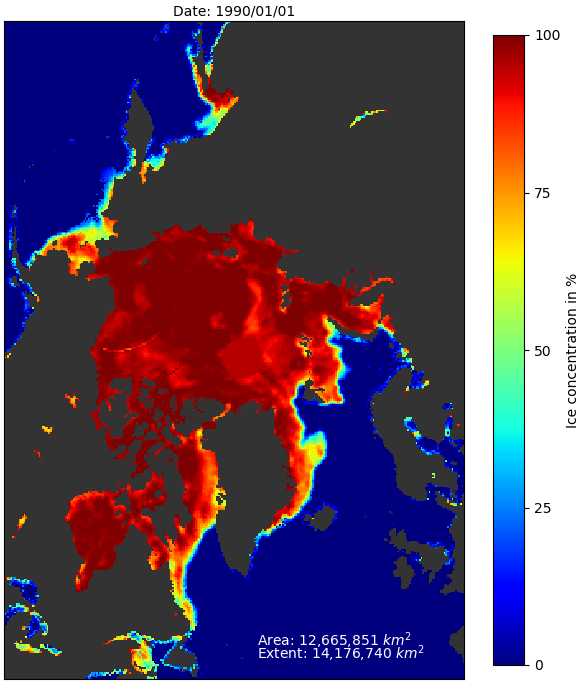 Date: 1990/01/01
100
75
50
25
0
Ice concentration in %
Area: 12,665,851 km²
Extent: 14,176,740 km²